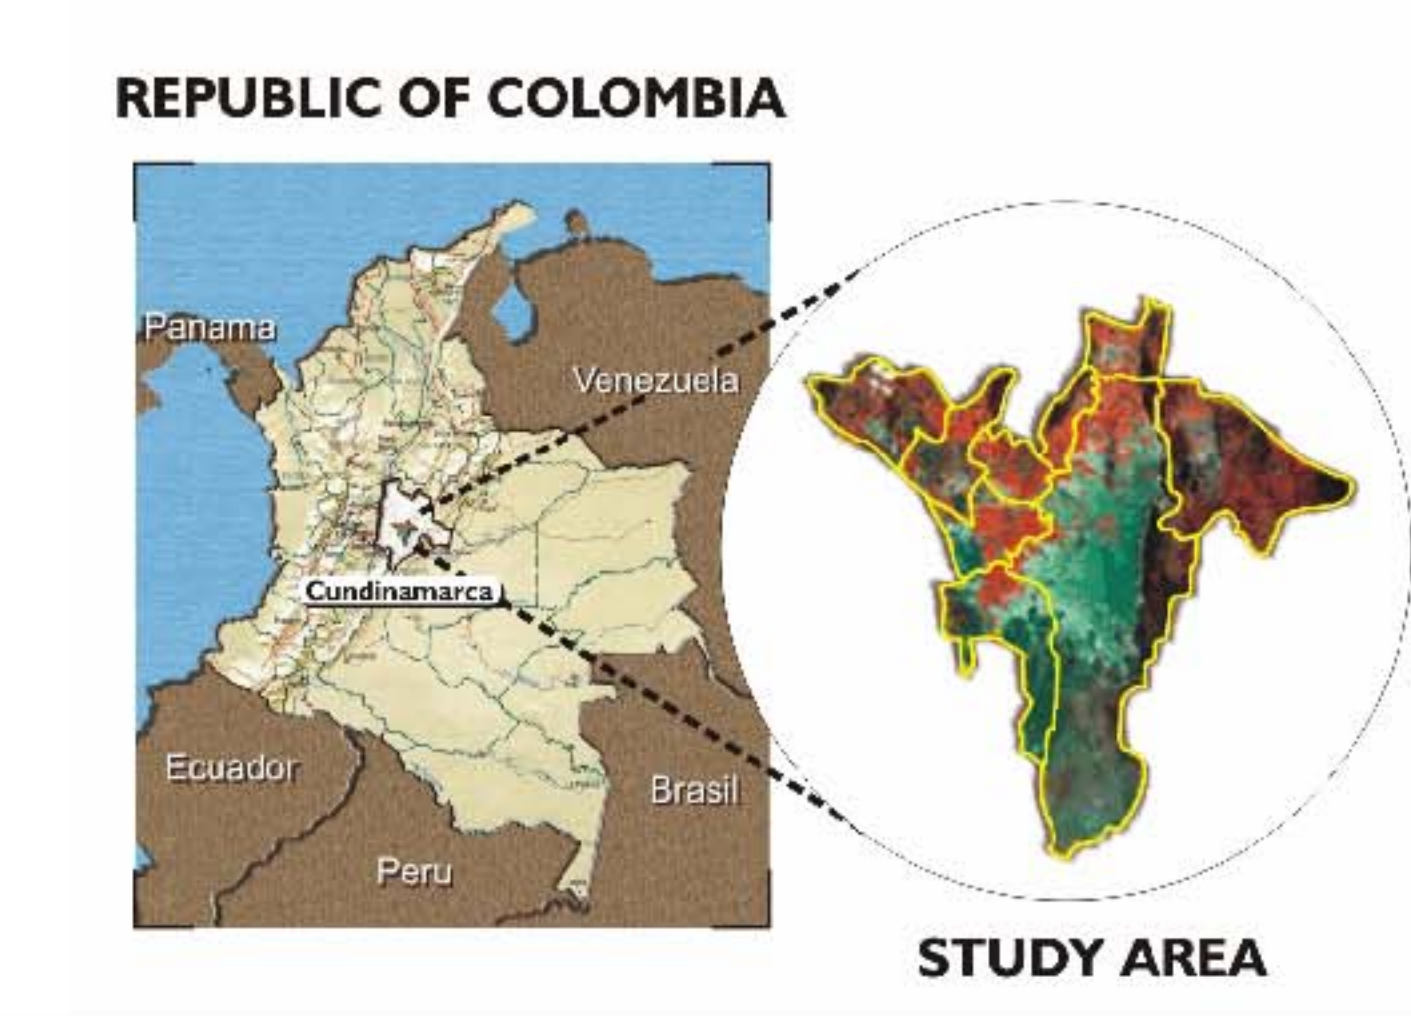 REPUBLIC OF COLOMBIA
Panama
Venezuela
Cundinamarca
Ecuador
Brasil
Peru
STUDY AREA